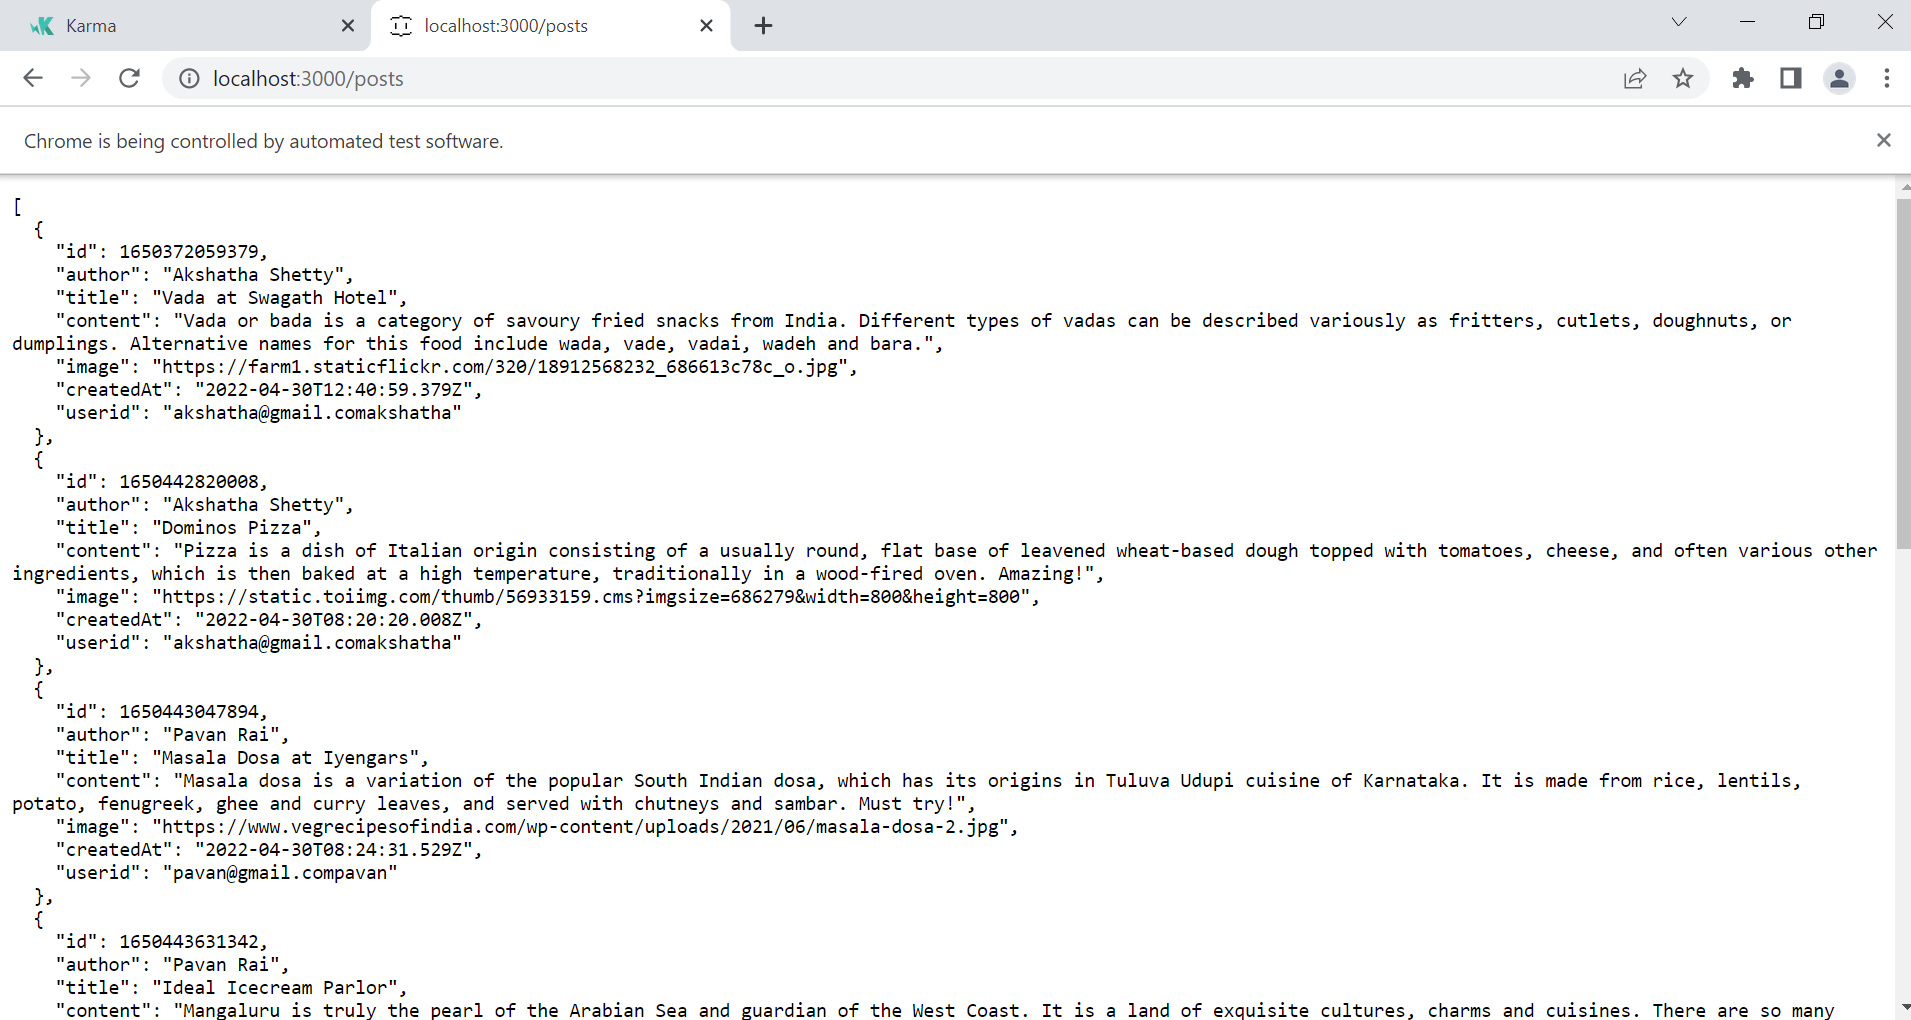 Karma
localhost:3000/posts
localhost:3000/posts
Chrome is being controlled by automated test software.
[
  {
    "id": 1650372059379,
    "author": "Akshatha Shetty",
    "title": "Vada at Swagath Hotel",
    "content": "Vada or bada is a category of savoury fried snacks from India. Different types of vadas can be described variously as fritters, cutlets, doughnuts, or
dumplings. Alternative names for this food include wada, vade, vadai, wadeh and bara.",
    "image": "https://farm1.staticflickr.com/320/18912568232_686613c78c_o.jpg",
    "createdAt": "2022-04-30T12:40:59.379Z",
    "userid": "akshatha@gmail.comakshatha"
  },
  {
    "id": 1650442820008,
    "author": "Akshatha Shetty",
    "title": "Dominos Pizza",
    "content": "Pizza is a dish of Italian origin consisting of a usually round, flat base of leavened wheat-based dough topped with tomatoes, cheese, and often various other
ingredients, which is then baked at a high temperature, traditionally in a wood-fired oven. Amazing!",
    "image": "https://static.toiimg.com/thumb/56933159.cms?imgsize=686279&width=800&height=800",
    "createdAt": "2022-04-30T08:20:20.008Z",
    "userid": "akshatha@gmail.comakshatha"
  },
  {
    "id": 1650443047894,
    "author": "Pavan Rai",
    "title": "Masala Dosa at Iyengars",
    "content": "Masala dosa is a variation of the popular South Indian dosa, which has its origins in Tuluva Udupi cuisine of Karnataka. It is made from rice, lentils,
potato, fenugreek, ghee and curry leaves, and served with chutneys and sambar. Must try!",
    "image": "https://www.vegrecipesofindia.com/wp-content/uploads/2021/06/masala-dosa-2.jpg",
    "createdAt": "2022-04-30T08:24:31.529Z",
    "userid": "pavan@gmail.compavan"
  },
  {
    "id": 1650443631342,
    "author": "Pavan Rai",
    "title": "Ideal Icecream Parlor",
    "content": "Mangaluru is truly the pearl of the Arabian Sea and guardian of the West Coast. It is a land of exquisite cultures, charms and cuisines. There are so many